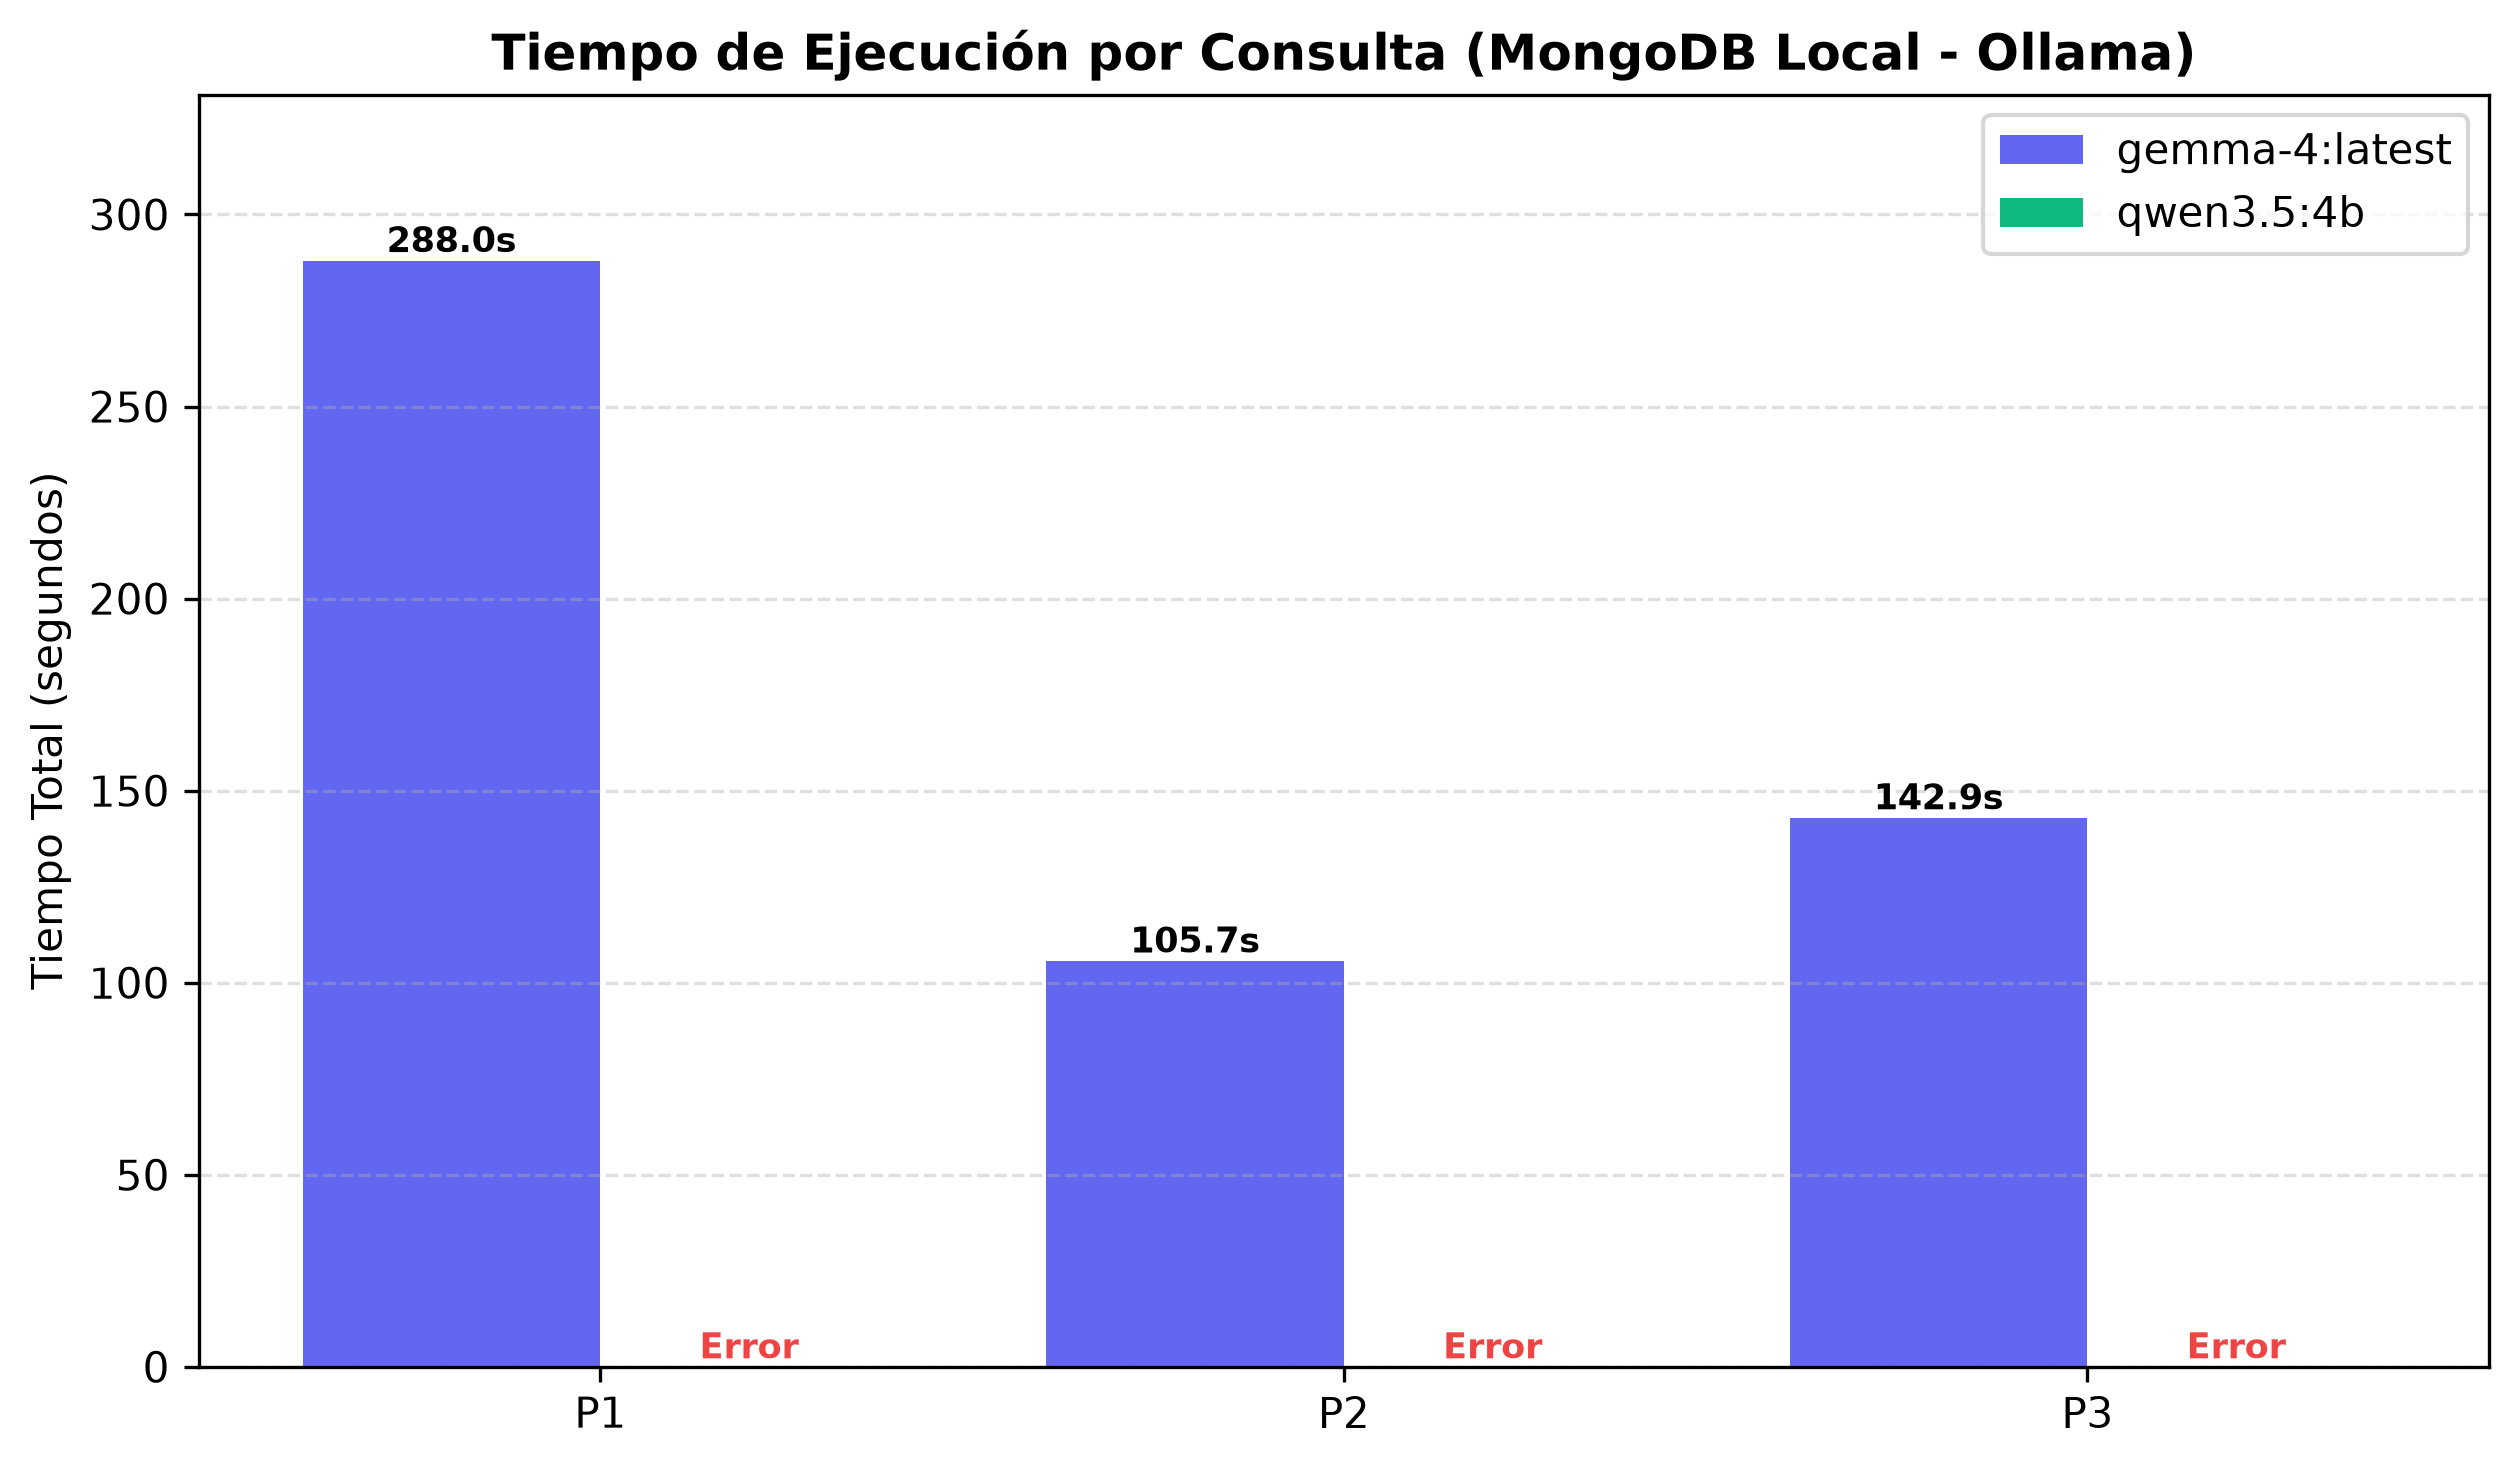 Tiempo de Ejecución por Consulta (MongoDB Local - Ollama)
gemma-4:latest
qwen3.5:4b
Tiempo Total (segundos)
300
250
200
150
100
50
0
288.0s
105.7s
142.9s
Error
Error
Error
P1
P2
P3